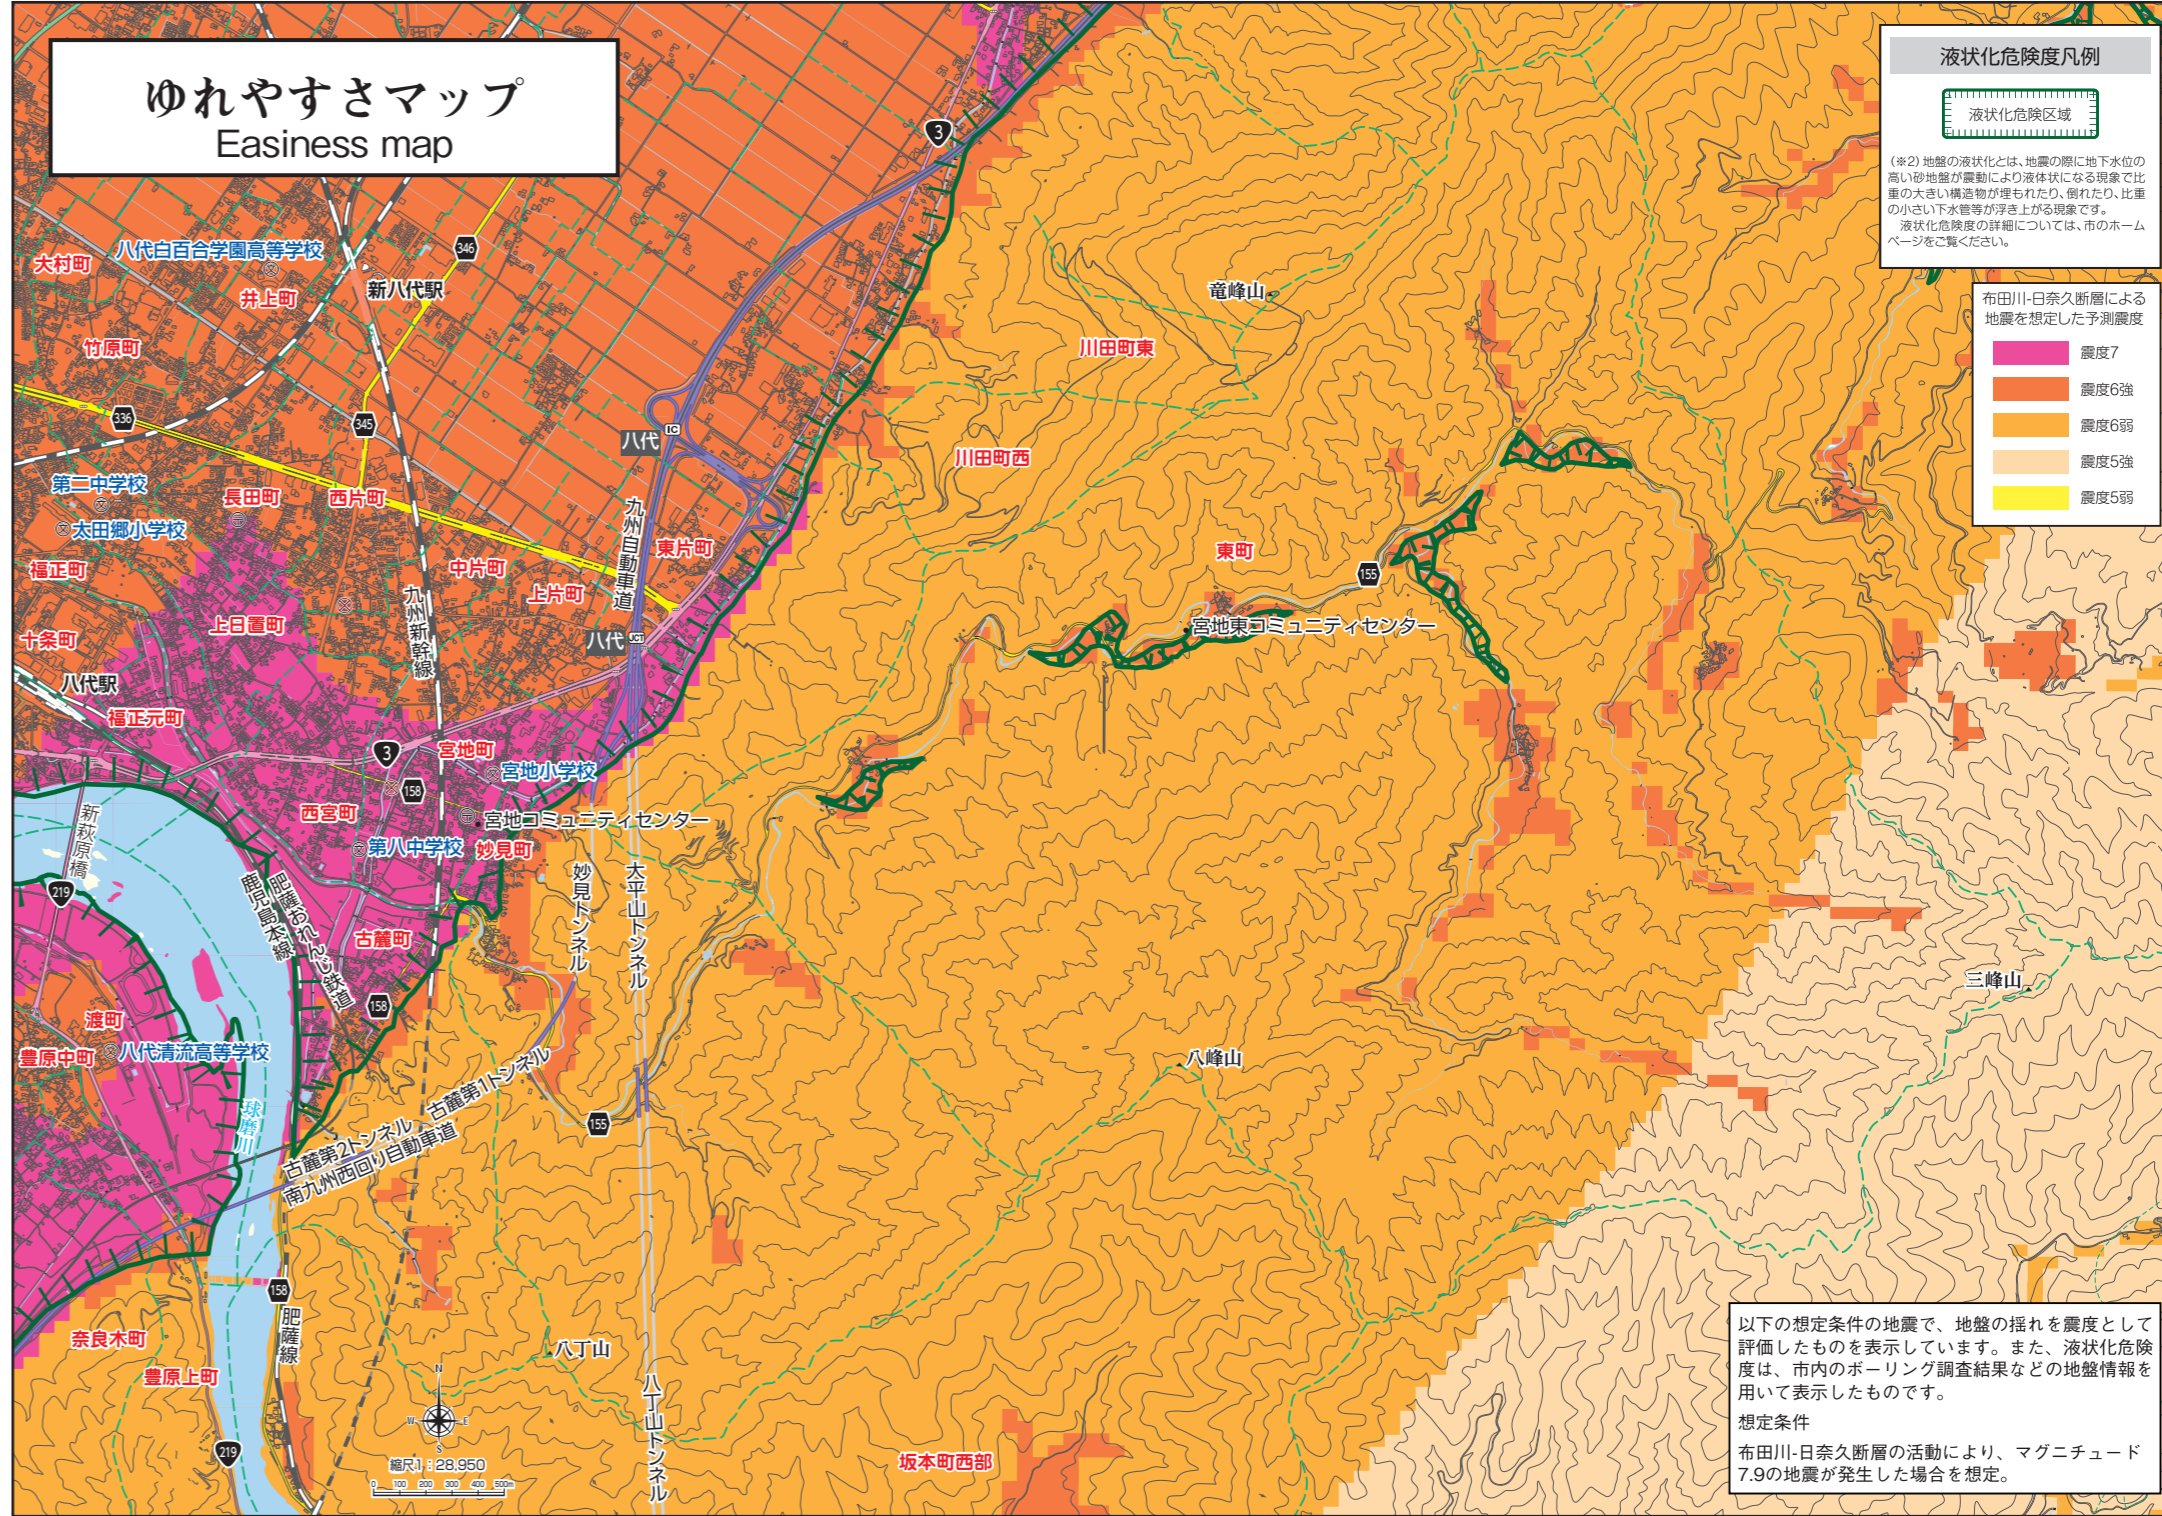 ゆれやすさマップ
Easiness map
液状化危険度凡例
液状化危険区域
(※2) 地盤の液状化とは、地震の際に地下水位の
高い砂地盤が震動により液体状になる現象で比
重の大きい構造物が埋もれたり、倒れたり、比重
の小さい下水管等が浮き上がる現象です。
液状化危険度の詳細については、市のホーム
ページをご覧ください。
布田川-日奈久断層による
地震を想定した予測震度
震度7
震度6強
震度6弱
震度5強
震度5弱
3
346
八代白百合学園高等学校
大村町
井上町
新八代駅
竜峰山
竹原町
川田町東
336
345
八代
IC
川田町西
第二中学校
長田町
西片町
太田郷小学校
九州自動車道
東片町
東町
福正町
中片町
上片町
155
九州新幹線
十条町
上日置町
八代
JCT
宮地東コミュニティセンター
八代駅
福正元町
3
宮地町
宮地小学校
158
西宮町
宮地コミュニティセンター
新萩原橋
第八中学校
妙見町
219
妙見トンネル
大平山トンネル
肥薩おれんじ鉄道
鹿児島本線
古麓町
三峰山
158
渡町
豊原中町
八代清流高等学校
八峰山
球磨川
古麓第1トンネル
155
古麓第2トンネル
南九州西回り自動車道
158
奈良木町
肥薩線
八丁山
豊原上町
八丁山トンネル
N
W
E
S
219
縮尺1：28,950
0 100 200 300 400 500m
坂本町西部
以下の想定条件の地震で、地盤の揺れを震度として
評価したものを表示しています。また、液状化危険
度は、市内のボーリング調査結果などの地盤情報を
用いて表示したものです。
想定条件
布田川-日奈久断層の活動により、マグニチュード
7.9の地震が発生した場合を想定。